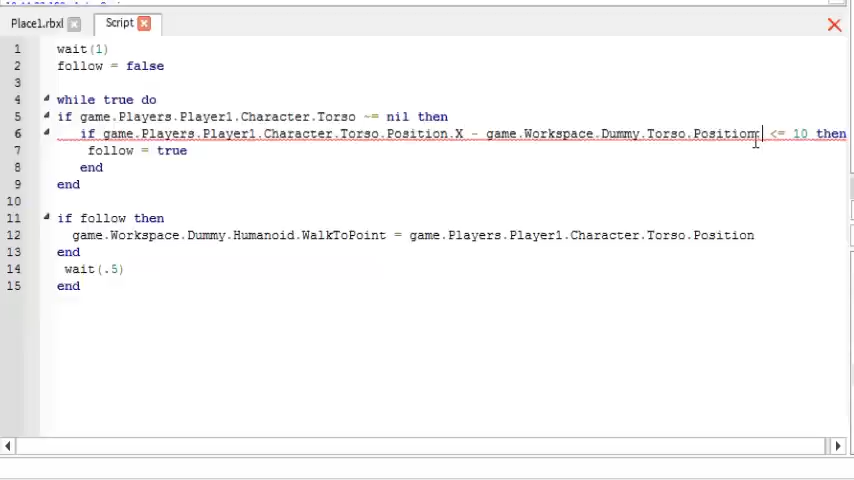 Place1.rbxl
Script
1 wait(1)
2 follow = false
3
4 while true do
5 if game.Players.Player1.Character.Torso ~= nil then
6 if game.Players.Player1.Character.Torso.Position.X - game.Workspace.Dummy.Torso.Position. <= 10 then
7 follow = true
8 end
9 end
10
11 if follow then
12 game.Workspace.Dummy.Humanoid.WalkToPoint = game.Players.Player1.Character.Torso.Position
13 end
14 wait(.5)
15 end